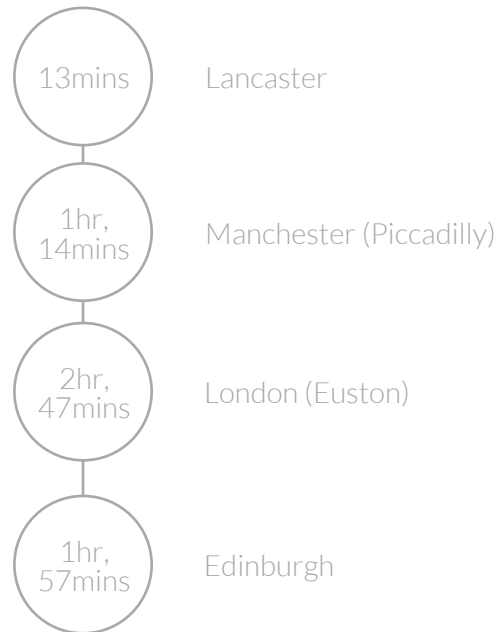 13mins
Lancaster
1hr,
14mins
Manchester (Piccadilly)
2hr,
47mins
London (Euston)
1hr,
57mins
Edinburgh